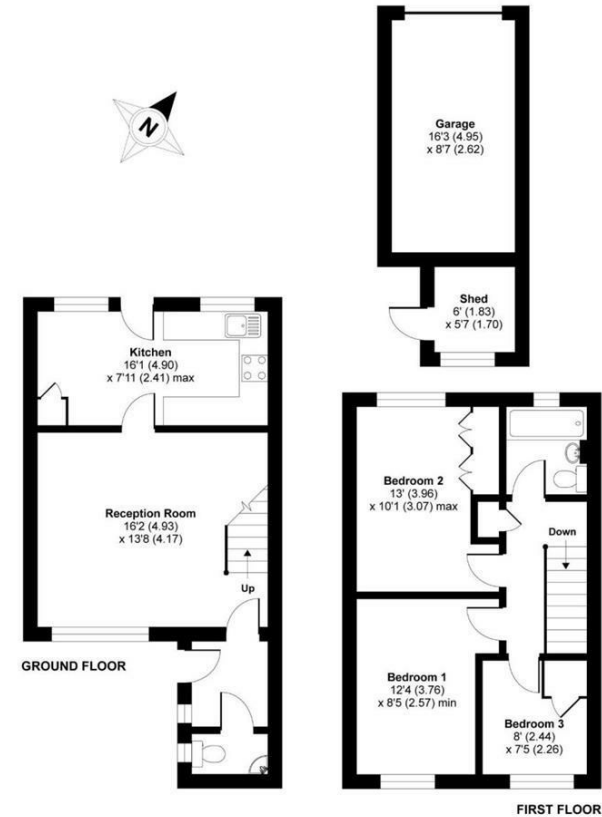 N
Garage
16'3 (4.95)
x 8'7 (2.62)
Shed
6' (1.83)
x 5'7 (1.70)
Kitchen
16'1 (4.90)
x 7'11 (2.41) max
Reception Room
16'2 (4.93)
x 13'8 (4.17)
Up
GROUND FLOOR
Bedroom 2
13' (3.96)
x 10'1 (3.07) max
Down
Bedroom 1
12'4 (3.76)
x 8'5 (2.57) min
Bedroom 3
8' (2.44)
x 7'5 (2.26)
FIRST FLOOR